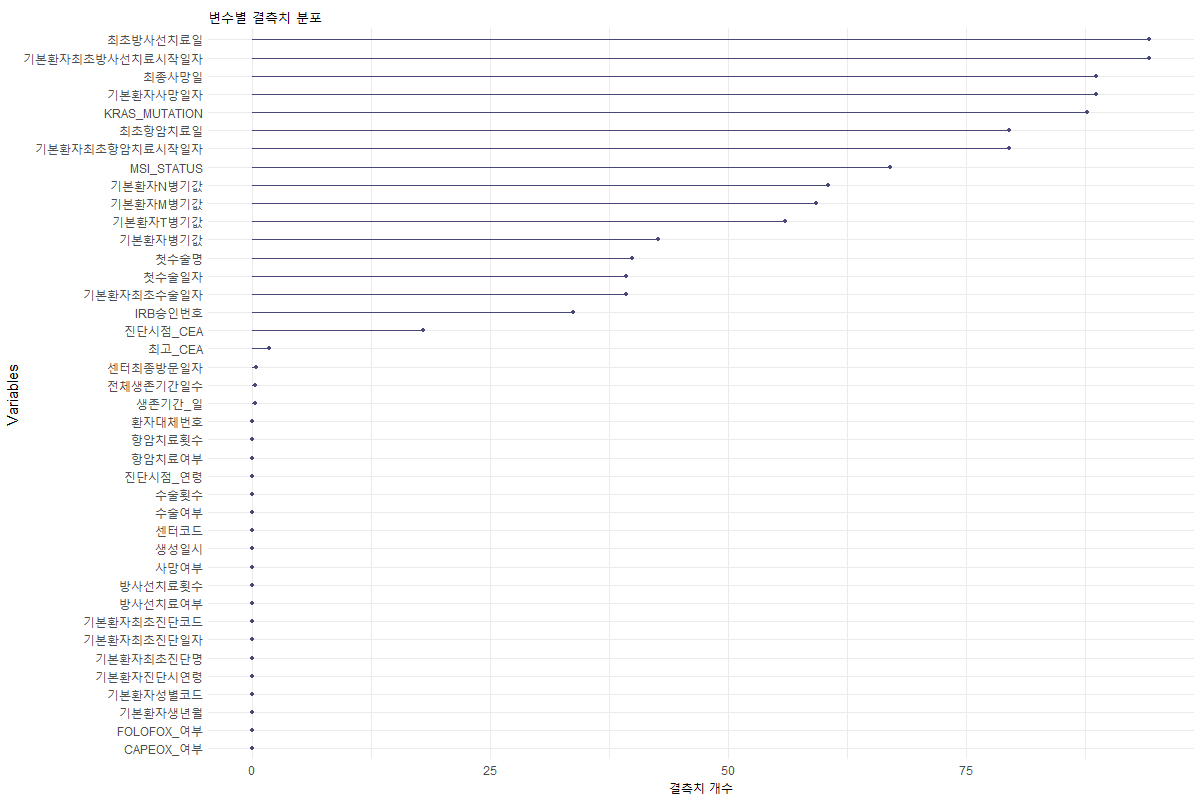 변수별 결측치 분포
최초방사선치료일
기본환자최초방사선치료시작일자
최종사망일
기본환자사망일자
KRAS_MUTATION
최초항암치료일
기본환자최초항암치료시작일자
MSI_STATUS
기본환자N병기값
기본환자M병기값
기본환자T병기값
기본환자병기값
첫수술명
첫수술일자
기본환자최초수술일자
IRB승인번호
진단시점_CEA
최고_CEA
센터최종방문일자
전체생존기간일수
생존기간_일
환자대체번호
항암치료횟수
항암치료여부
진단시점_연령
수술횟수
수술여부
센터코드
생성일시
사망여부
방사선치료횟수
방사선치료여부
기본환자최초진단코드
기본환자최초진단일자
기본환자최초진단명
기본환자진단시연령
기본환자성별코드
기본환자생년월
FOLOFOX_여부
CAPEOX_여부
Variables
0 25 50 75
결측치 개수